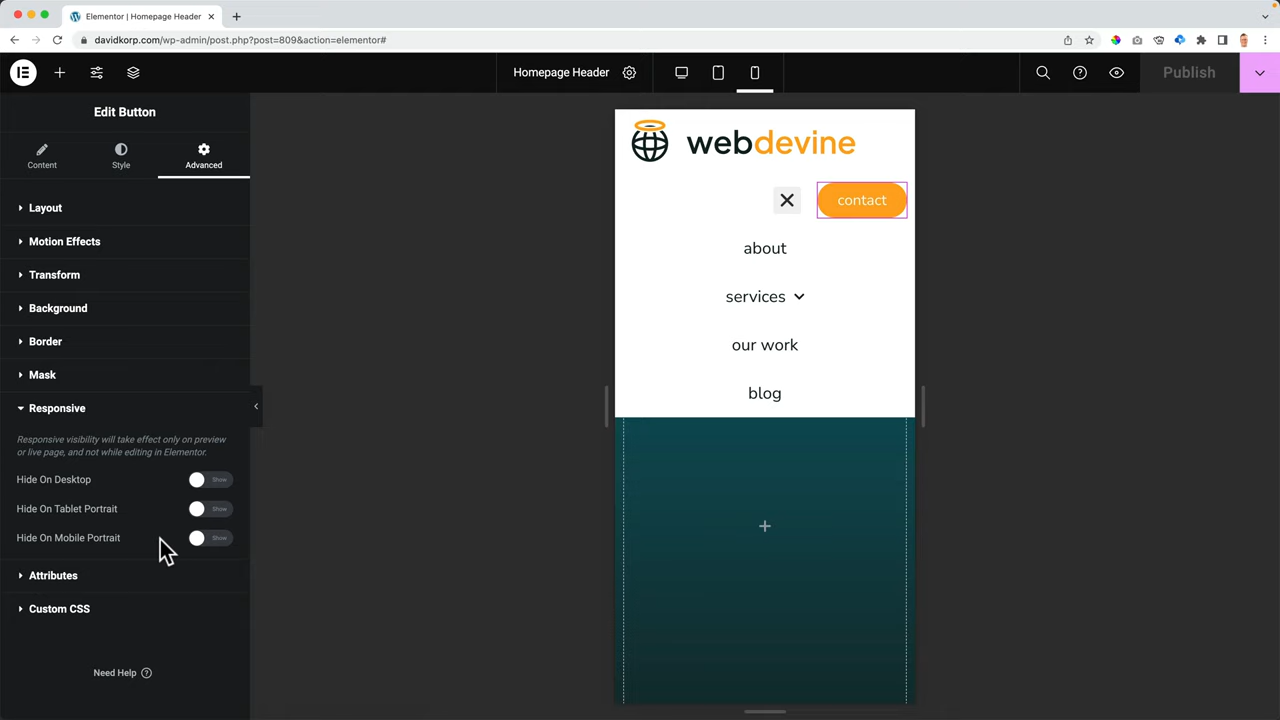 Elementor | Homepage Header
davidkorp.com/wp-admin/post.php?post=809&action=elementor#
Homepage Header
Publish
Edit Button
Content
Style
Advanced
Layout
Motion Effects
Transform
Background
Border
Mask
Responsive
Responsive visibility will take effect only on preview
or live page, and not while editing in Elementor.
Hide On Desktop
Show
Hide On Tablet Portrait
Show
Hide On Mobile Portrait
Show
Attributes
Custom CSS
Need Help
webdevine
contact
about
services
our work
blog